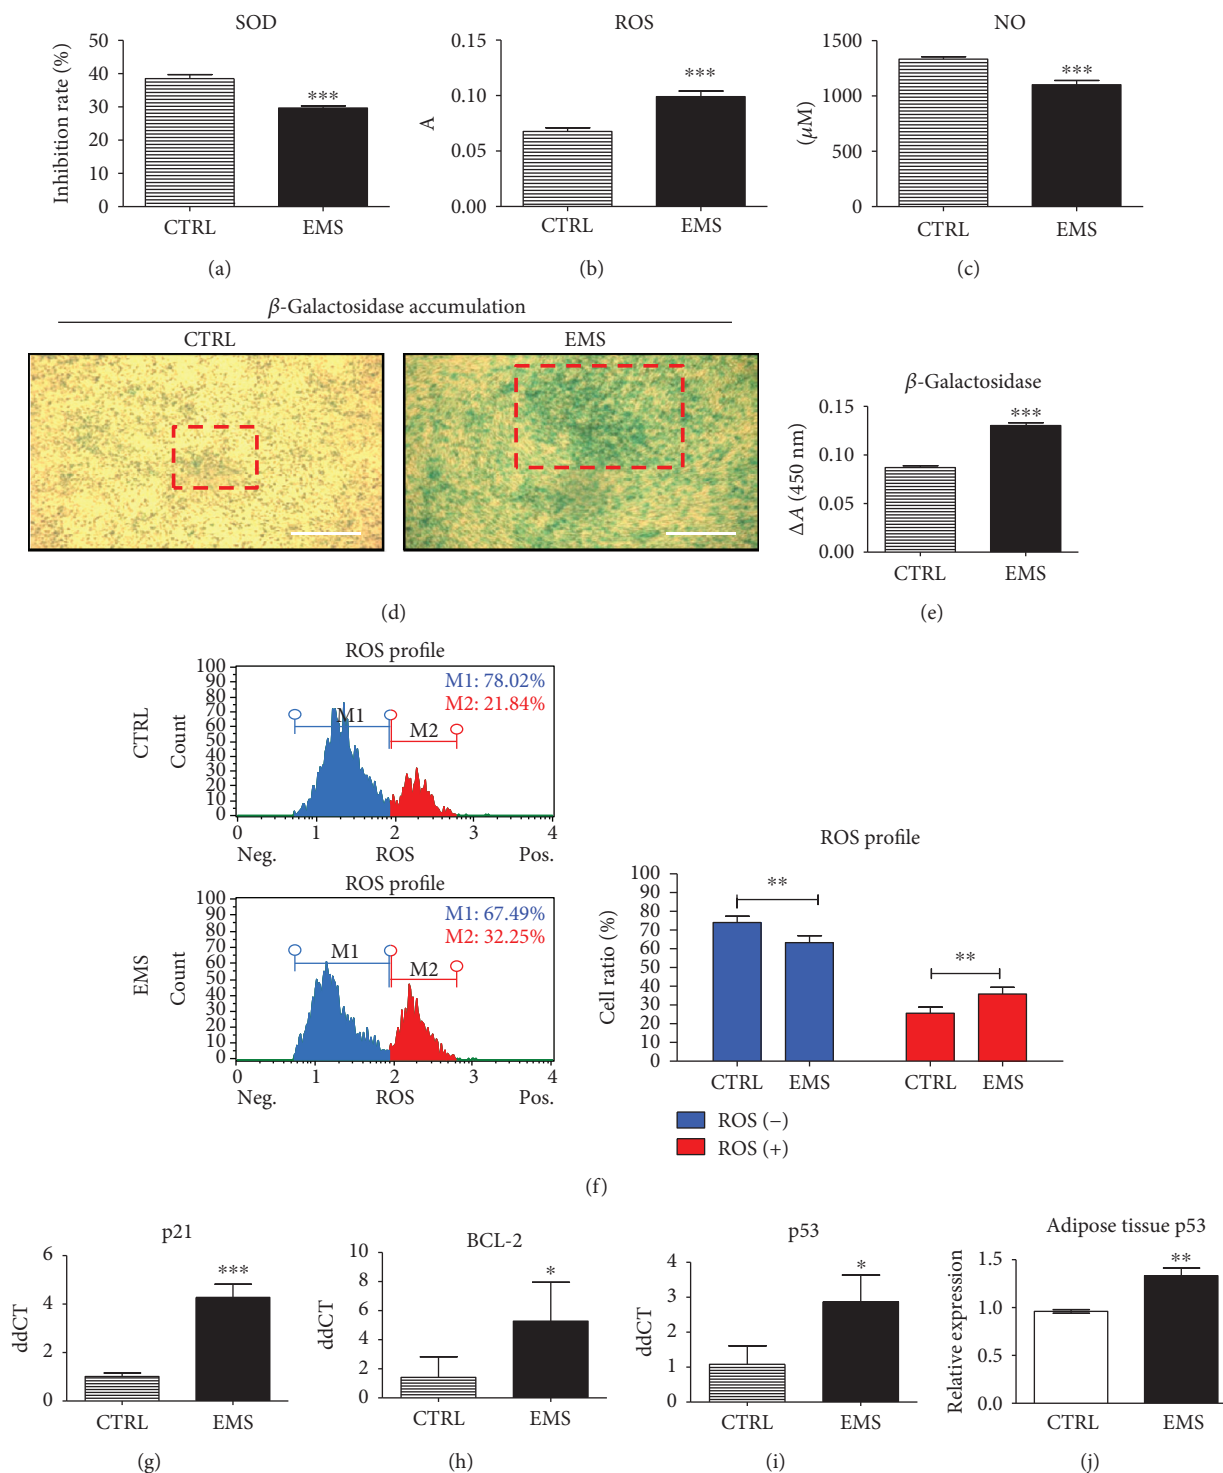 SOD
50
40
30
20
10
0
Inhibition rate (%)
***
CTRL EMS
(a)
ROS
0.15
0.10
0.05
0.00
A
***
CTRL EMS
(b)
NO
1500
1000
500
0
(μM)
***
CTRL EMS
(c)
β-Galactosidase accumulation
CTRL EMS
(d)
β-Galactosidase
0.15
0.10
0.05
0.00
ΔA (450 nm)
***
CTRL EMS
(e)
ROS profile
100
90
80
70
60
50
40
30
20
10
0
CTRL
Count
M1: 78.02%
M2: 21.84%
M1
M2
0 1 2 3 4
Neg. ROS Pos.
ROS profile
100
90
80
70
60
50
40
30
20
10
0
EMS
Count
M1: 67.49%
M2: 32.25%
M1
M2
0 1 2 3 4
Neg. ROS Pos.
ROS profile
100
90
80
70
60
50
40
30
20
10
0
Cell ratio (%)
**
**
CTRL EMS CTRL EMS
ROS (−)
ROS (+)
(f)
p21
6
4
2
0
ddCT
***
CTRL EMS
(g)
BCL-2
10
8
6
4
2
0
ddCT
*
CTRL EMS
(h)
p53
4
3
2
1
0
ddCT
*
CTRL EMS
(i)
Adipose tissue p53
1.5
1.0
0.5
0.0
Relative expression
**
CTRL EMS
(j)